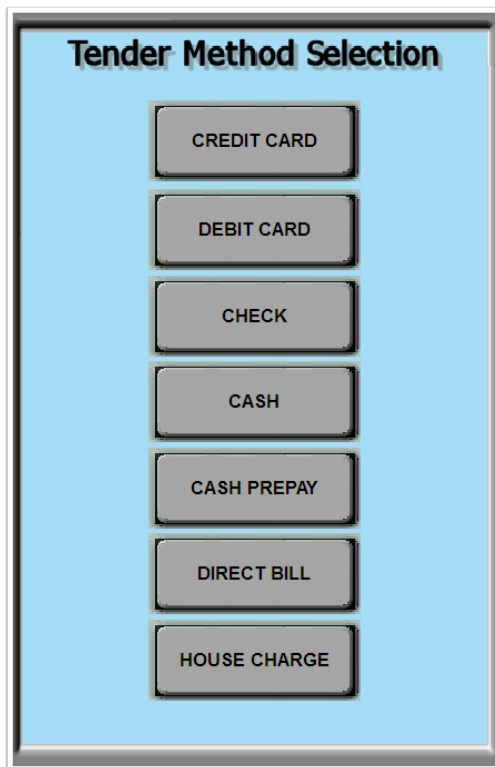 Tender Method Selection
CREDIT CARD
DEBIT CARD
CHECK
CASH
CASH PREPAY
DIRECT BILL
HOUSE CHARGE